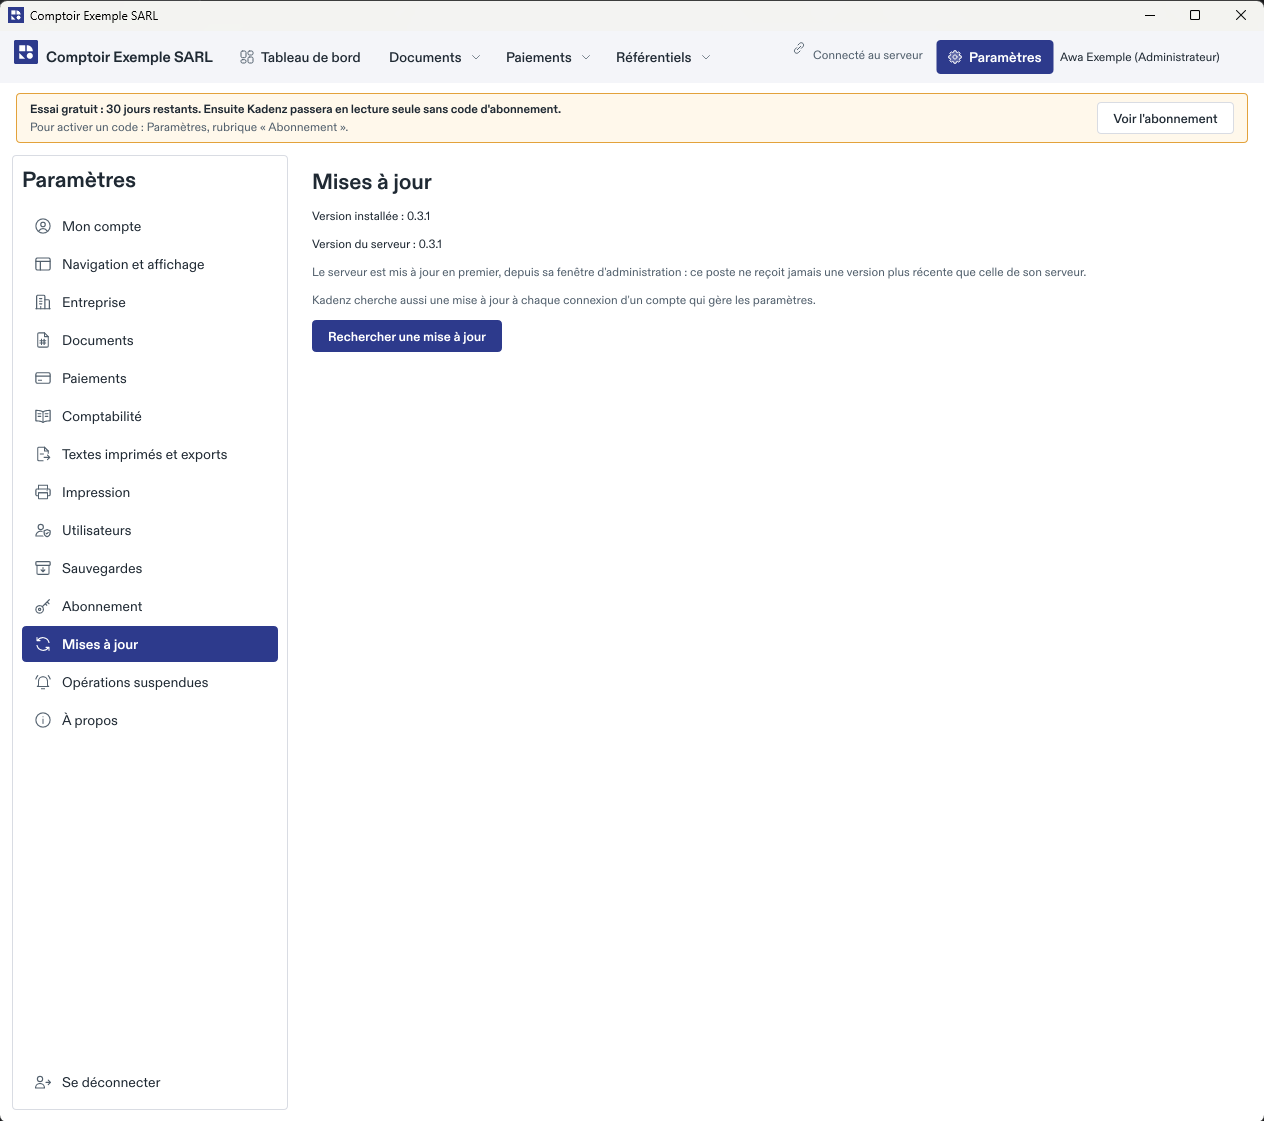 Comptoir Exemple SARL
Comptoir Exemple SARL
Tableau de bord
Documents
Paiements
Référentiels
Connecté au serveur
Paramètres
Awa Exemple (Administrateur)
Essai gratuit : 30 jours restants. Ensuite Kadenz passera en lecture seule sans code d'abonnement.
Pour activer un code : Paramètres, rubrique « Abonnement ».
Voir l'abonnement
Paramètres
Mon compte
Navigation et affichage
Entreprise
Documents
Paiements
Comptabilité
Textes imprimés et exports
Impression
Utilisateurs
Sauvegardes
Abonnement
Mises à jour
Opérations suspendues
À propos
Se déconnecter
Mises à jour
Version installée : 0.3.1
Version du serveur : 0.3.1
Le serveur est mis à jour en premier, depuis sa fenêtre d'administration : ce poste ne reçoit jamais une version plus récente que celle de son serveur.
Kadenz cherche aussi une mise à jour à chaque connexion d'un compte qui gère les paramètres.
Rechercher une mise à jour